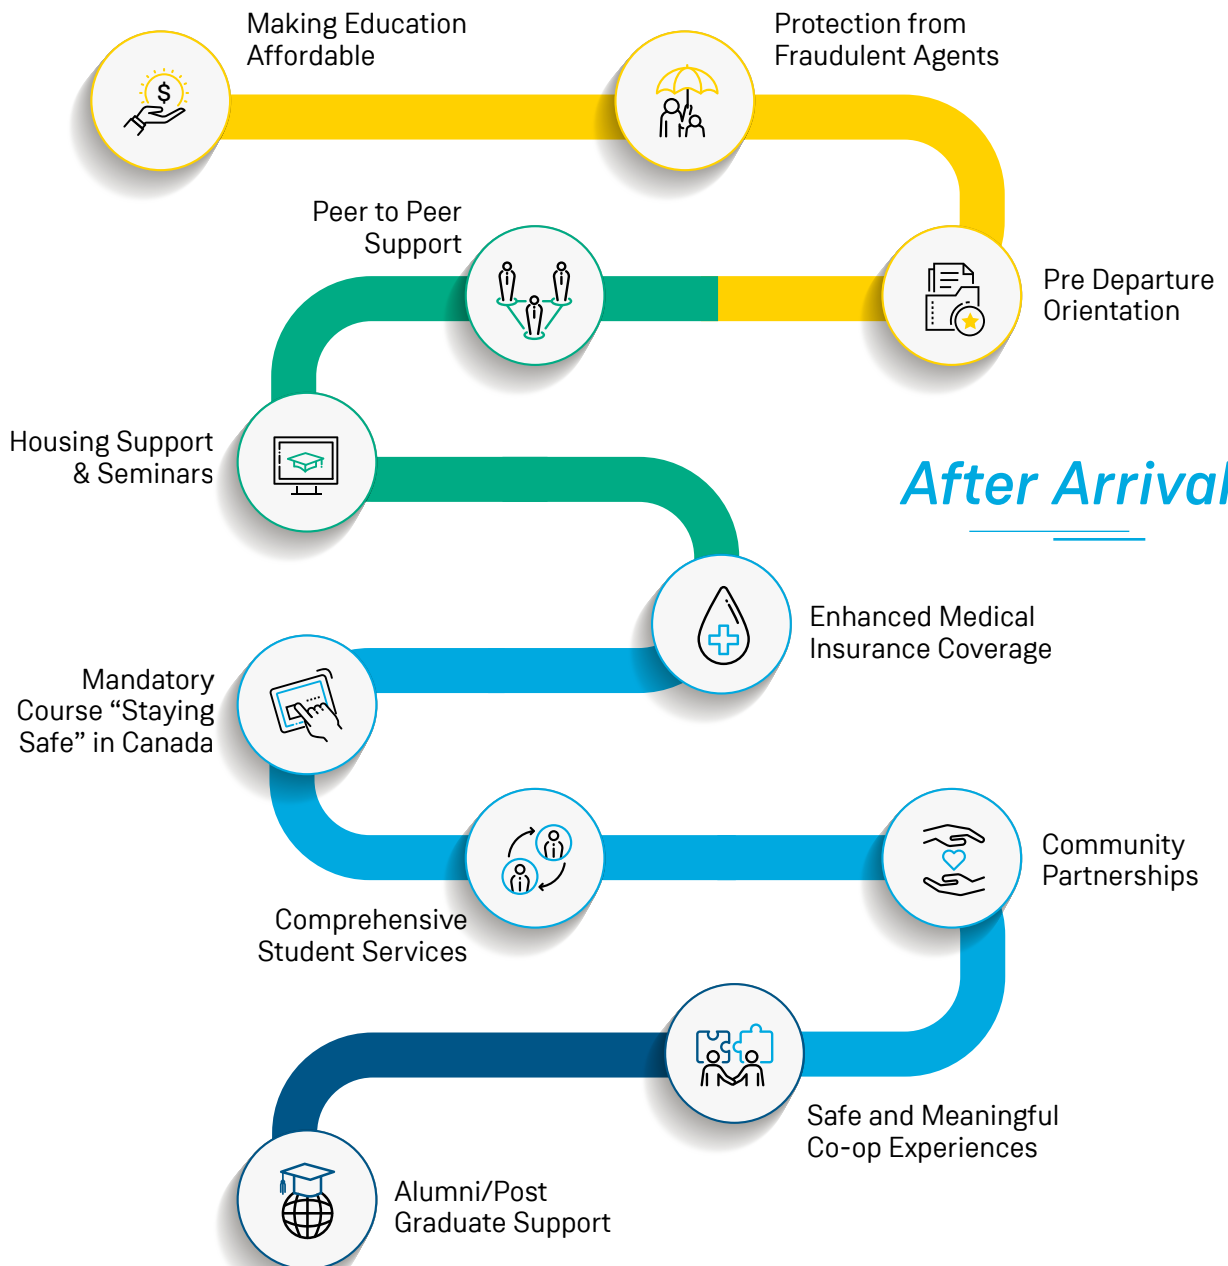 Making Education
Affordable
Protection from
Fraudulent Agents
$
Peer to Peer
Support
Pre Departure
Orientation
Housing Support
& Seminars
After Arrival
Enhanced Medical
Insurance Coverage
Mandatory
Course “Staying
Safe” in Canada
Community
Partnerships
Comprehensive
Student Services
Safe and Meaningful
Co-op Experiences
Alumni/Post
Graduate Support